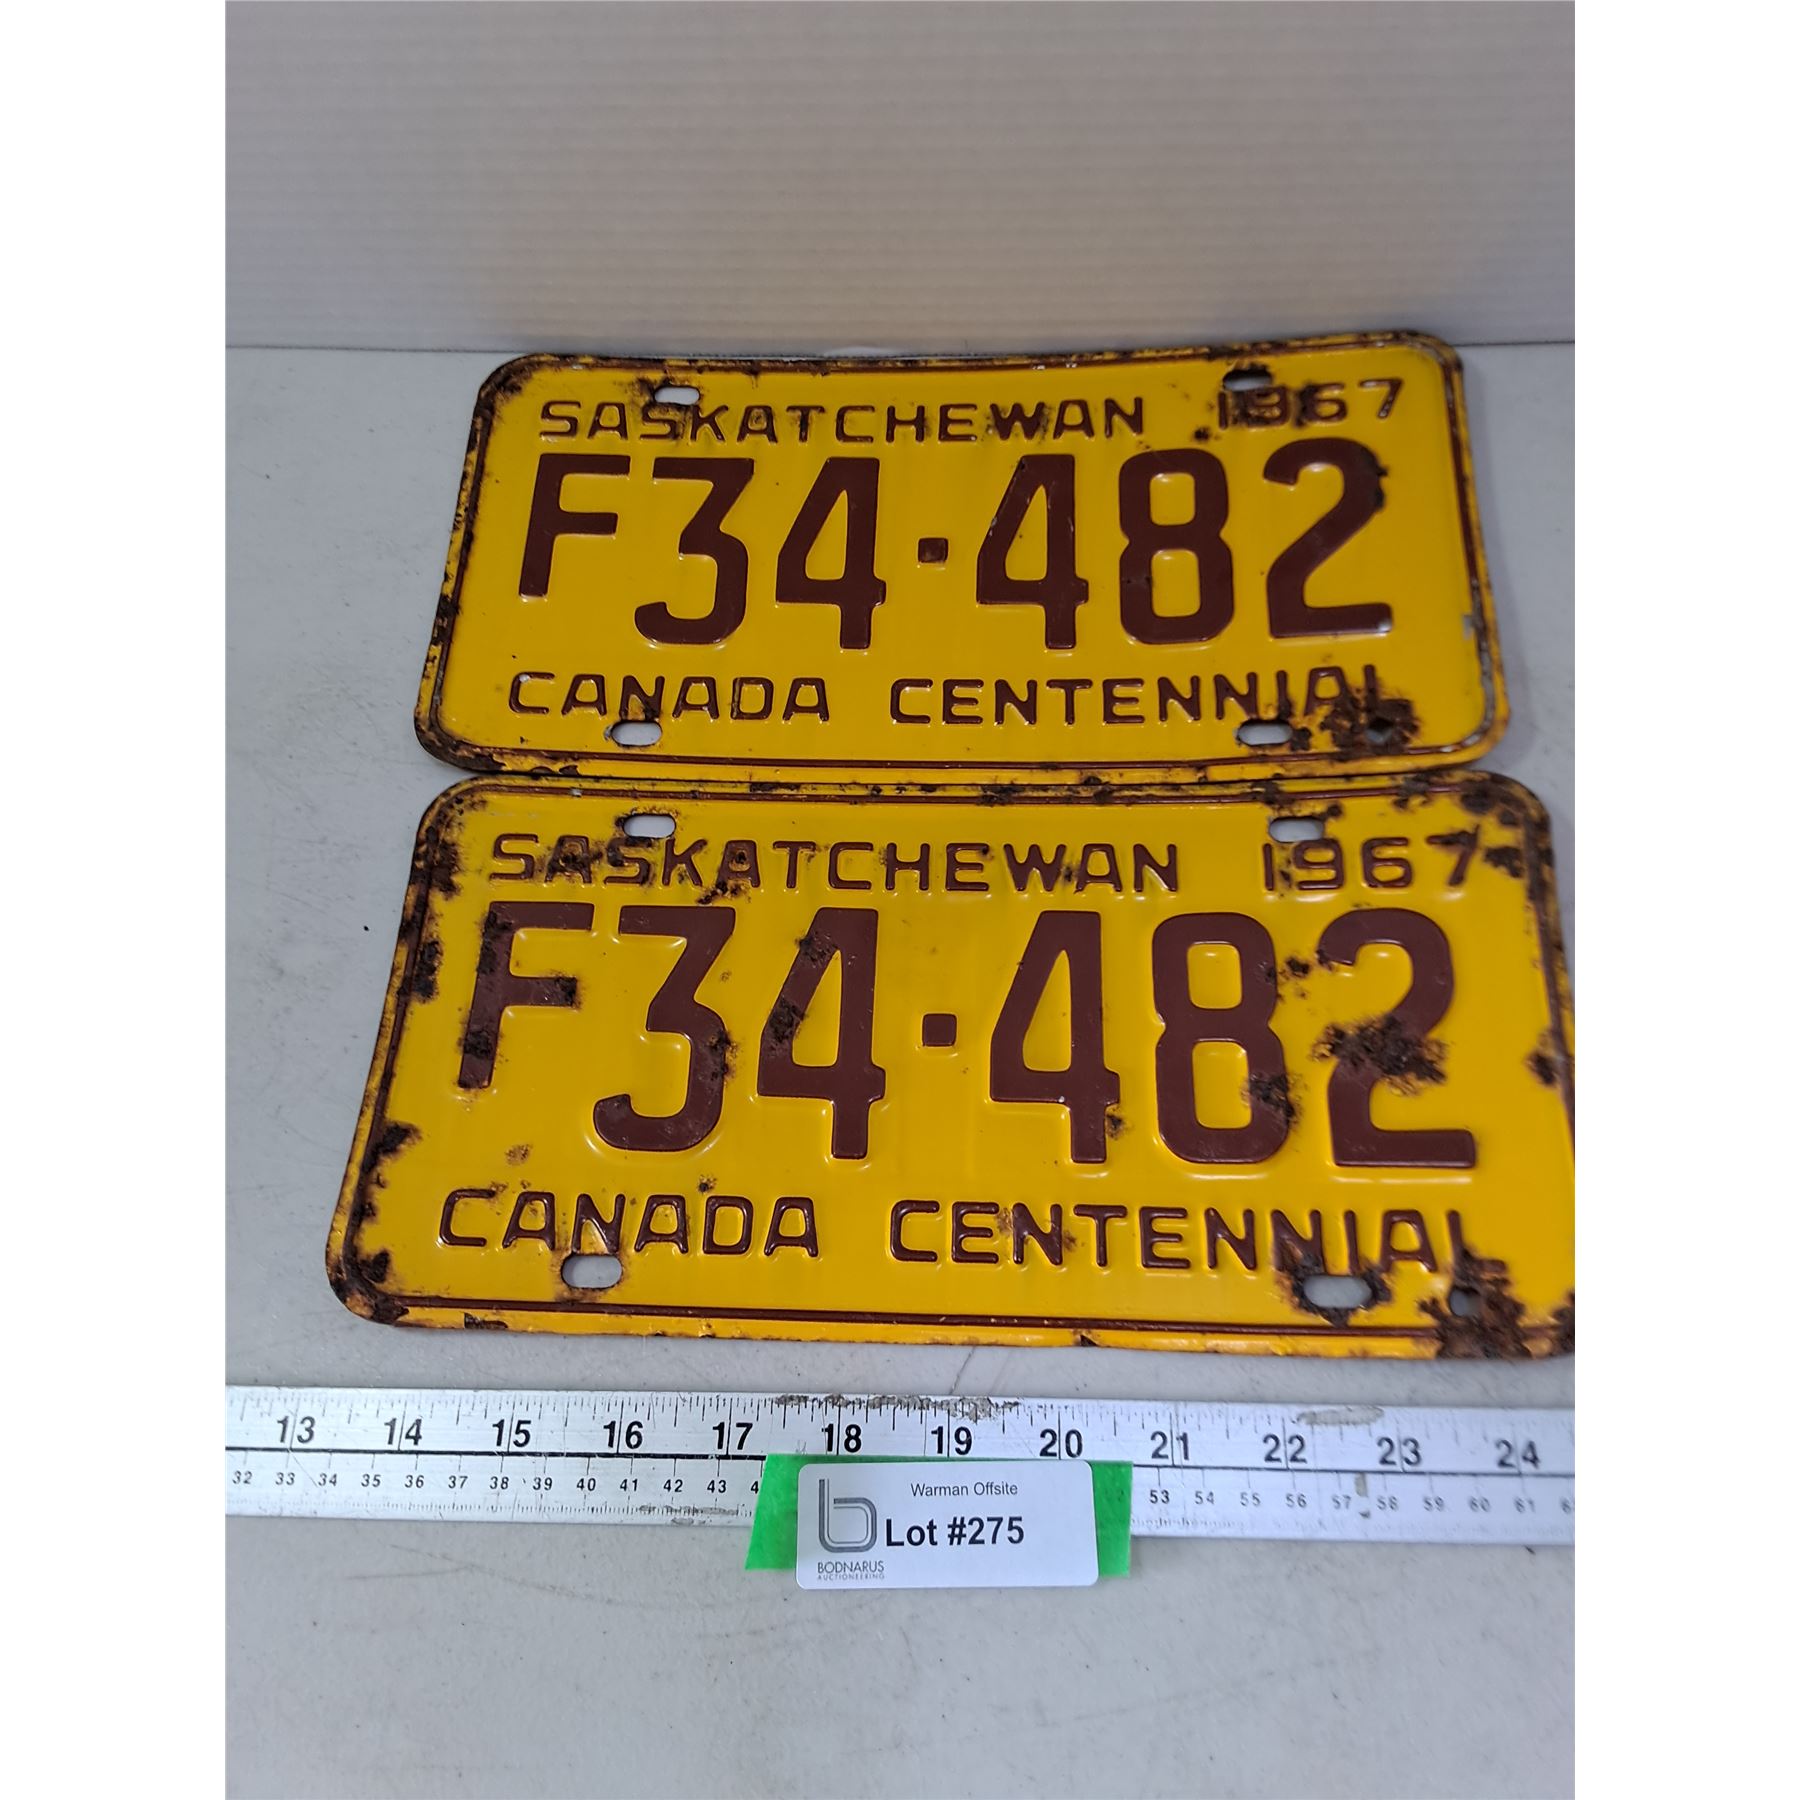 SASKATCHEWAN 1967
F34·482
CANADA CENTENNIAL
SASKATCHEWAN 1967
F34·482
CANADA CENTENNIAL
13 14 15 16 17 18 19 20 21 22 23 24
32 33 34 35 36 37 38 39 40 41 42 43 4 53 54 55 56 57 58 59 60 61
Warman Offsite
Lot #275
BODNARUS
AUCTIONEERING